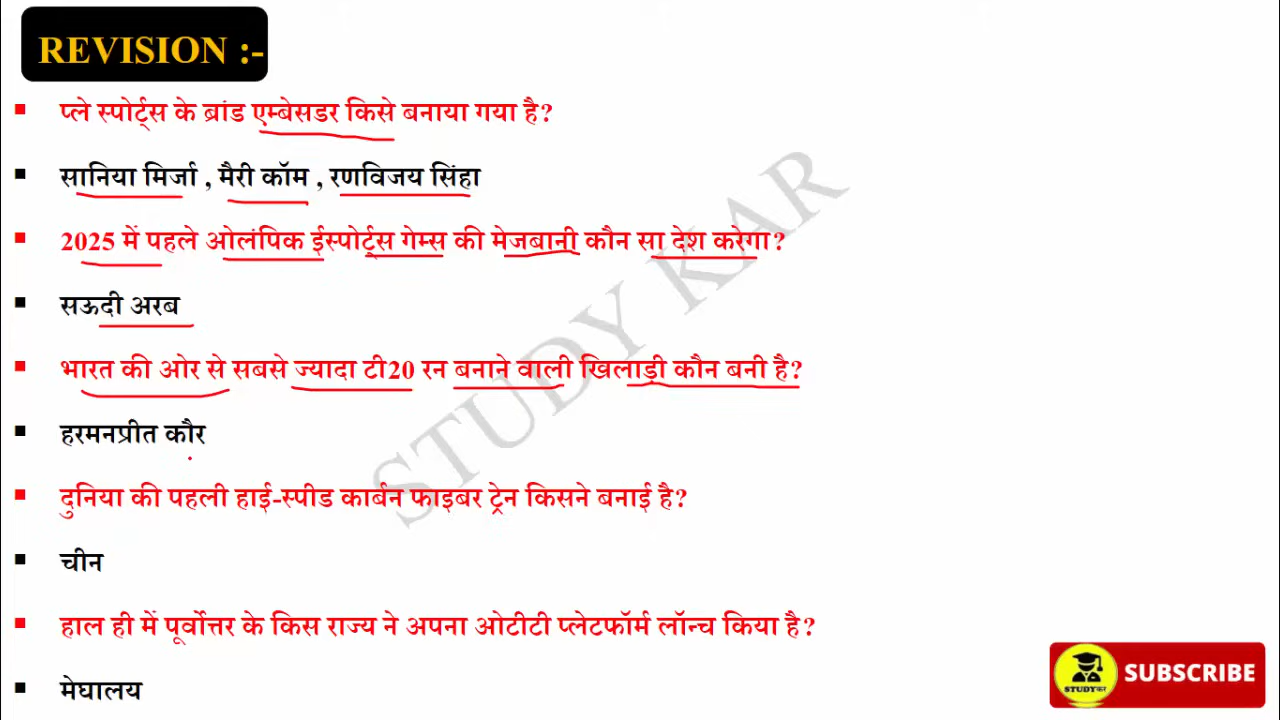 REVISION :-
प्ले स्पोर्ट्स के ब्रांड एम्बेसडर किसे बनाया गया है?
सानिया मिर्जा , मैरी कॉम , रणविजय सिंहा
2025 में पहले ओलंपिक ईस्पोर्ट्स गेम्स की मेजबानी कौन सा देश करेगा?
सऊदी अरब
भारत की ओर से सबसे ज्यादा टी20 रन बनाने वाली खिलाड़ी कौन बनी है?
हरमनप्रीत कौर
दुनिया की पहली हाई-स्पीड कार्बन फाइबर ट्रेन किसने बनाई है?
चीन
हाल ही में पूर्वोत्तर के किस राज्य ने अपना ओटीटी प्लेटफॉर्म लॉन्च किया है?
मेघालय
STUDY KAR
STUDYकर
SUBSCRIBE